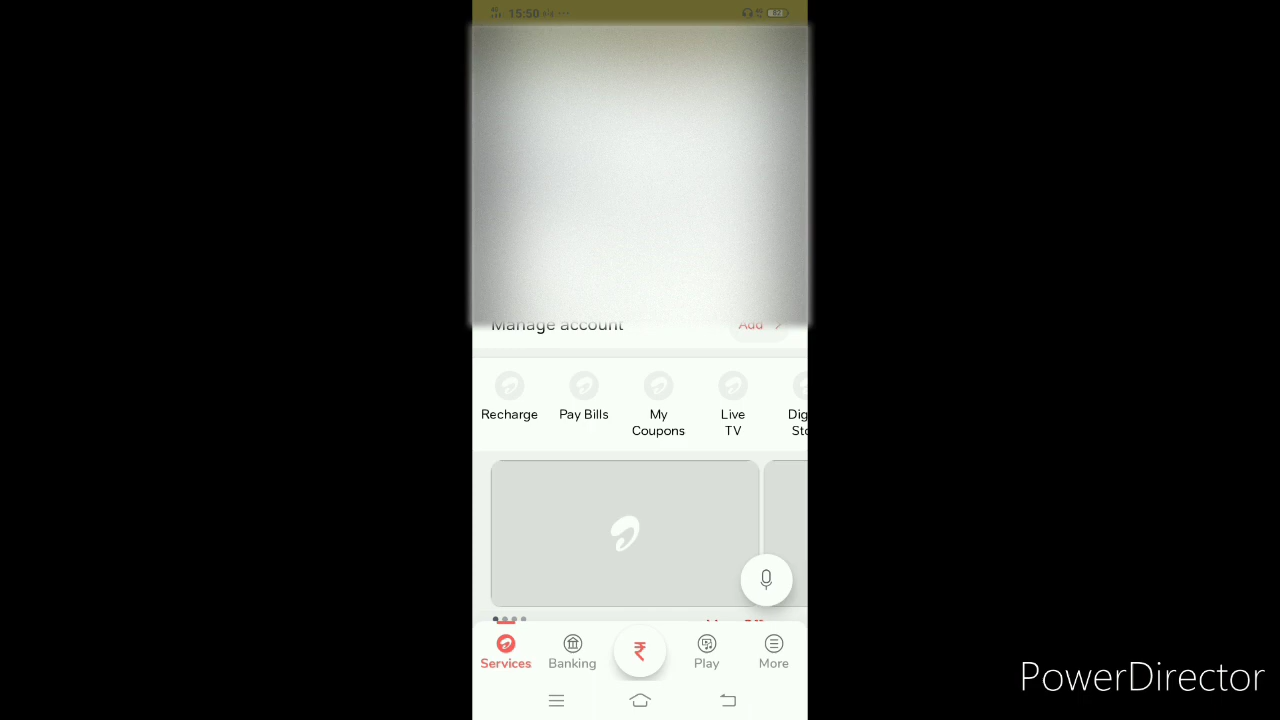 15:50
Manage account
Add
Recharge
Pay Bills
My
Coupons
Live
TV
Services
Banking
₹
Play
More
PowerDirector